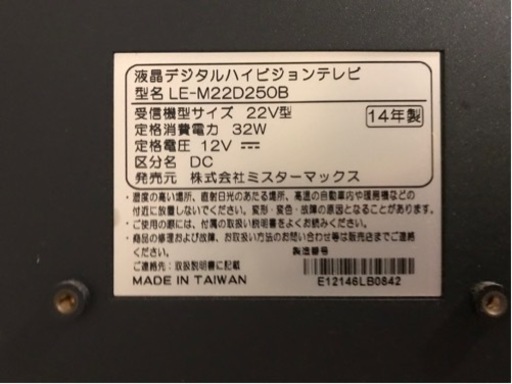 液晶デジタルハイビジョンテレビ
型名 LE-M22D250B
受信機型サイズ 22V型
14年製
定格消費電力 32W
定格電圧 12V ⎓
区分名 DC
発売元 株式会社ミスターマックス
・湿度の高い場所、直射日光のあたる場所、高温の自動車内や暖房機などの
付近に放置しないでください。変形・変色・故障の原因となることがあります。
・ご使用の際には、付属の取扱い説明書をよくお読みください。
・商品の修理および故障、お取扱い方法のお問い合わせ等は販売店までご連絡
ください。
製造番号
ご連絡先：取扱説明書に記載
MADE IN TAIWAN
E12146LB0842